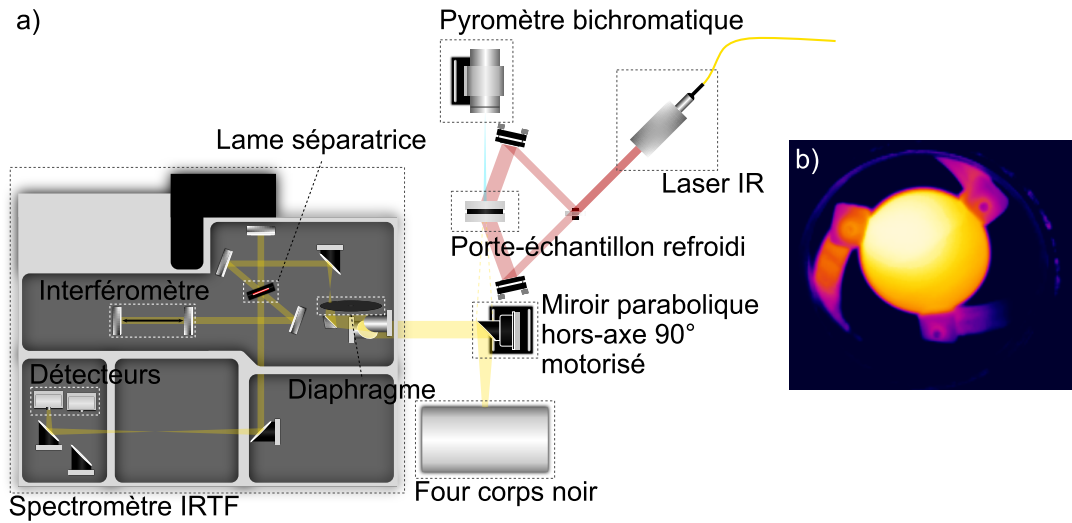 a)
Pyromètre bichromatique
Lame séparatrice
b)
Laser IR
Porte-échantillon refroidi
Interféromètre
Miroir parabolique
hors-axe 90°
motorisé
Détecteurs
Diaphragme
Four corps noir
Spectromètre IRTF